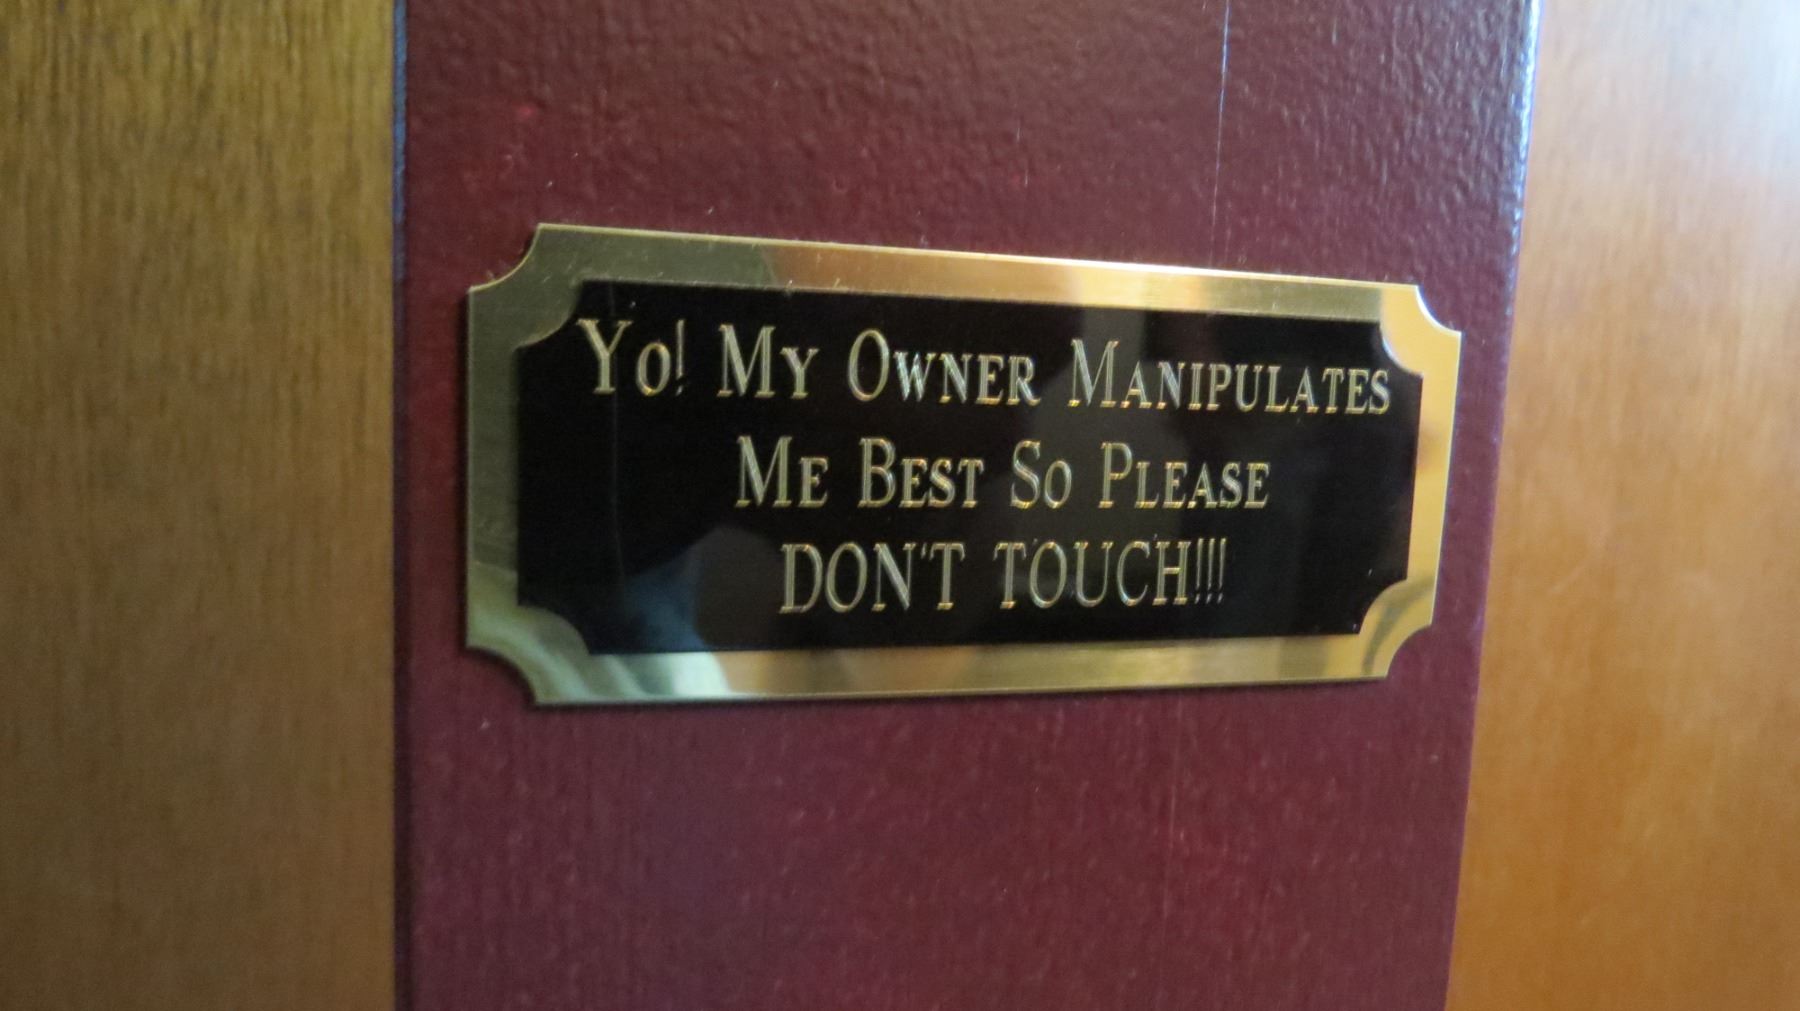 Yo! My Owner Manipulates
Me Best So Please
DON'T TOUCH!!!